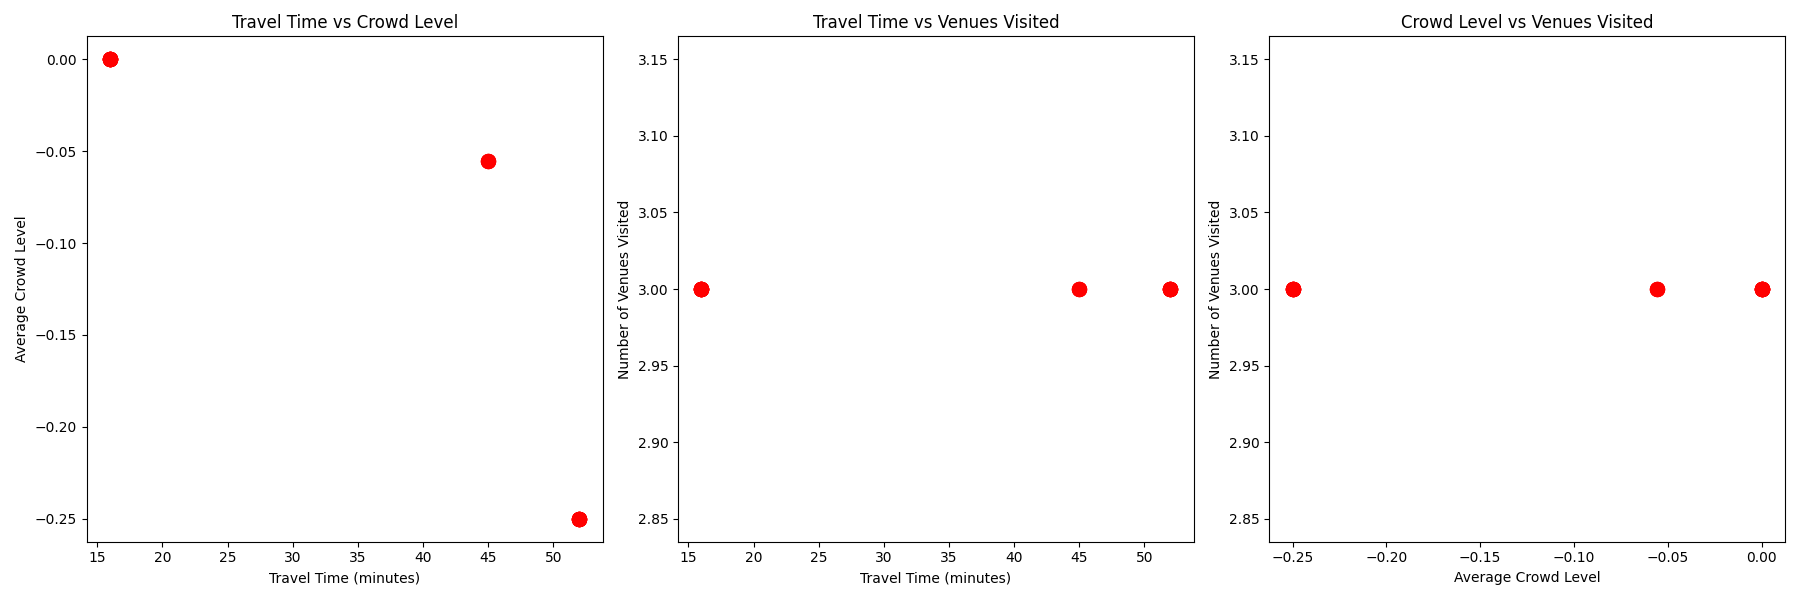 Travel Time vs Crowd Level
0.00
−0.05
−0.10
−0.15
−0.20
−0.25
Average Crowd Level
15 20 25 30 35 40 45 50
Travel Time (minutes)
Travel Time vs Venues Visited
3.15
3.10
3.05
3.00
2.95
2.90
2.85
Number of Venues Visited
15 20 25 30 35 40 45 50
Travel Time (minutes)
Crowd Level vs Venues Visited
3.15
3.10
3.05
3.00
2.95
2.90
2.85
Number of Venues Visited
−0.25 −0.20 −0.15 −0.10 −0.05 0.00
Average Crowd Level